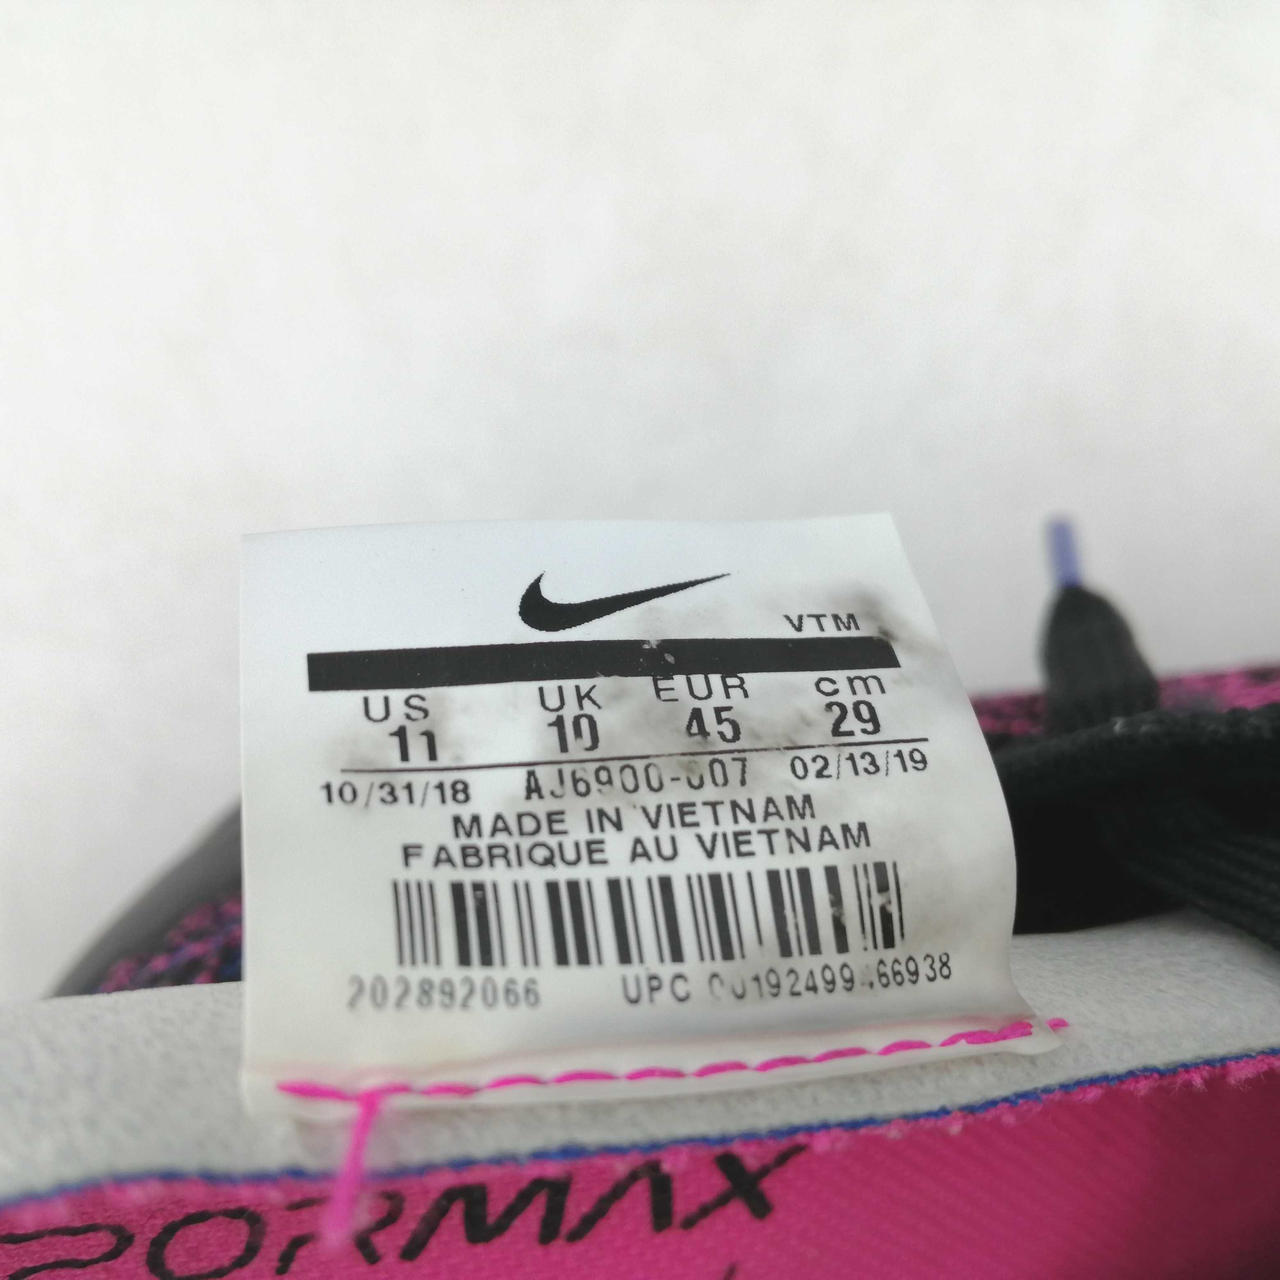 VTM
US UK EUR cm
11 10 45 29
10/31/18 AJ6900-007 02/13/19
MADE IN VIETNAM
FABRIQUE AU VIETNAM
202892066 UPC
PORMAX